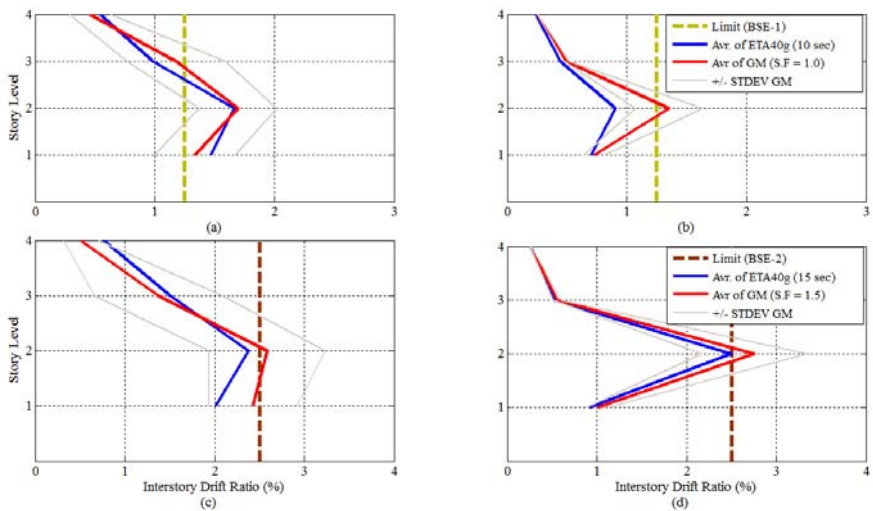 4
3
2
1
Story Level
0
1
2
3
(a)
4
3
2
1
0
1
2
3
(b)
Limit (BSE-1)
Avr. of ETA40g (10 sec)
Avr of GM (S.F = 1.0)
+/- STDEV GM
4
3
2
1
Story Level
0
1
2
3
4
Interstory Drift Ratio (%)
(c)
4
3
2
1
0
1
2
3
4
Interstory Drift Ratio (%)
(d)
Limit (BSE-2)
Avr. of ETA40g (15 sec)
Avr of GM (S.F = 1.5)
+/- STDEV GM